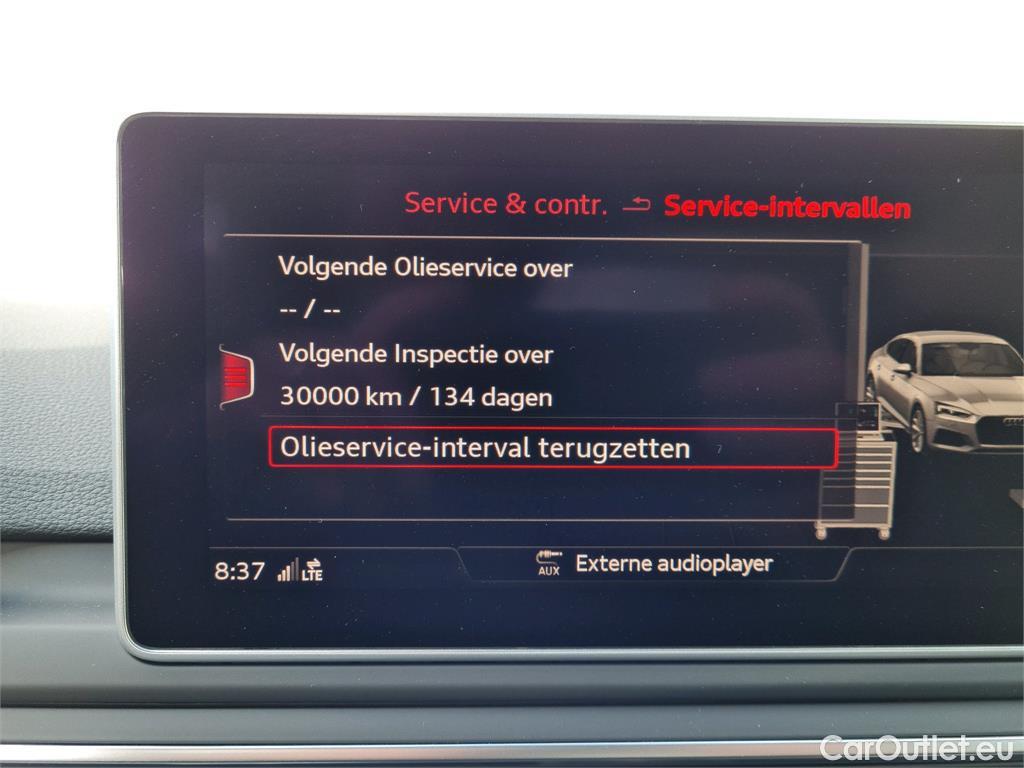 Service & contr. Service-intervallen
Volgende Olieservice over
-- / --
Volgende Inspectie over
30000 km / 134 dagen
Olieservice-interval terugzetten
8:37 LTE AUX Externe audioplayer
CarOutlet.eu